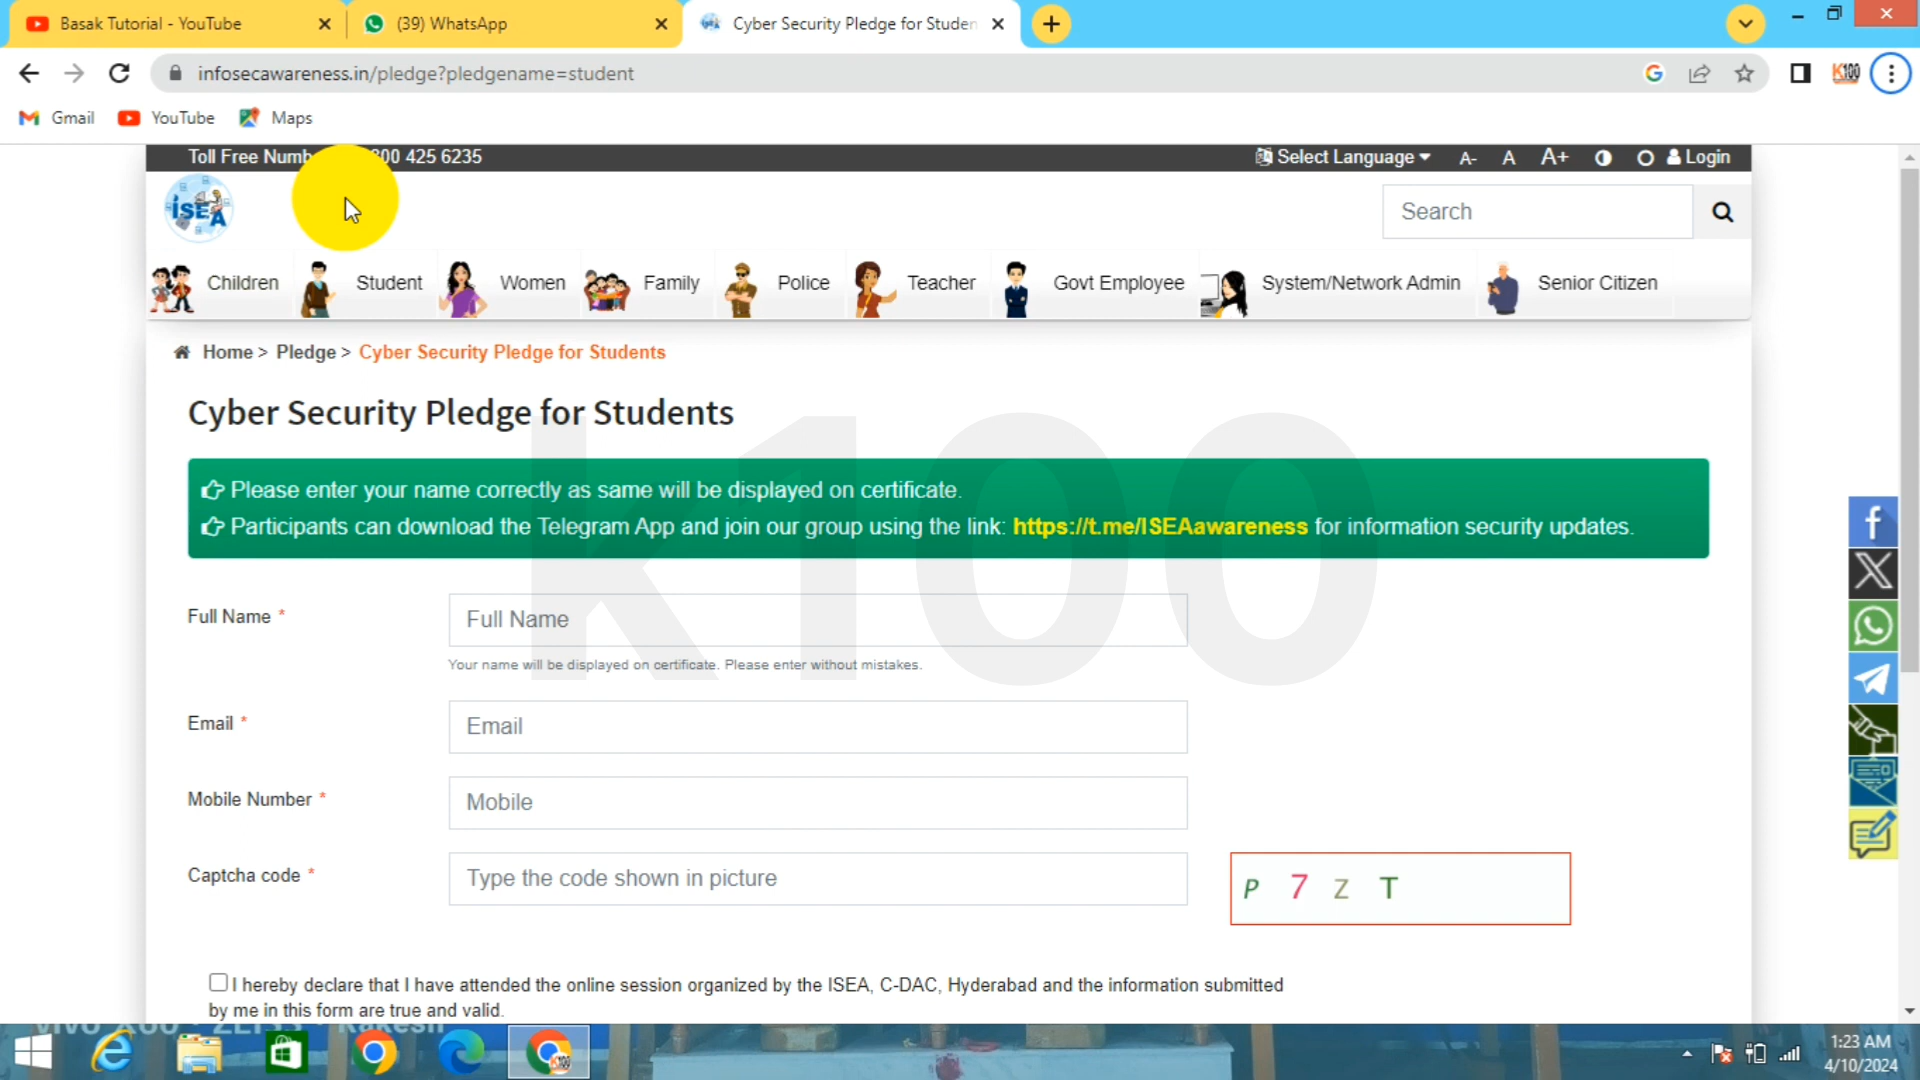 Basak Tutorial - YouTube
(39) WhatsApp
Cyber Security Pledge for Studen
infosecawareness.in/pledge?pledgename=student
K100
Gmail
YouTube
Maps
Toll Free Numb 800 425 6235
Select Language
A-
A
A+
Login
ISEA
Search
Children
Student
Women
Family
Police
Teacher
Govt Employee
System/Network Admin
Senior Citizen
Home > Pledge > Cyber Security Pledge for Students
Cyber Security Pledge for Students
k100
Please enter your name correctly as same will be displayed on certificate.
Participants can download the Telegram App and join our group using the link: https://t.me/ISEAawareness for information security updates.
Full Name *
Full Name
Your name will be displayed on certificate. Please enter without mistakes.
Email *
Email
Mobile Number *
Mobile
Captcha code *
Type the code shown in picture
P 7 Z T
I hereby declare that I have attended the online session organized by the ISEA, C-DAC, Hyderabad and the information submitted
by me in this form are true and valid.
1:23 AM
4/10/2024